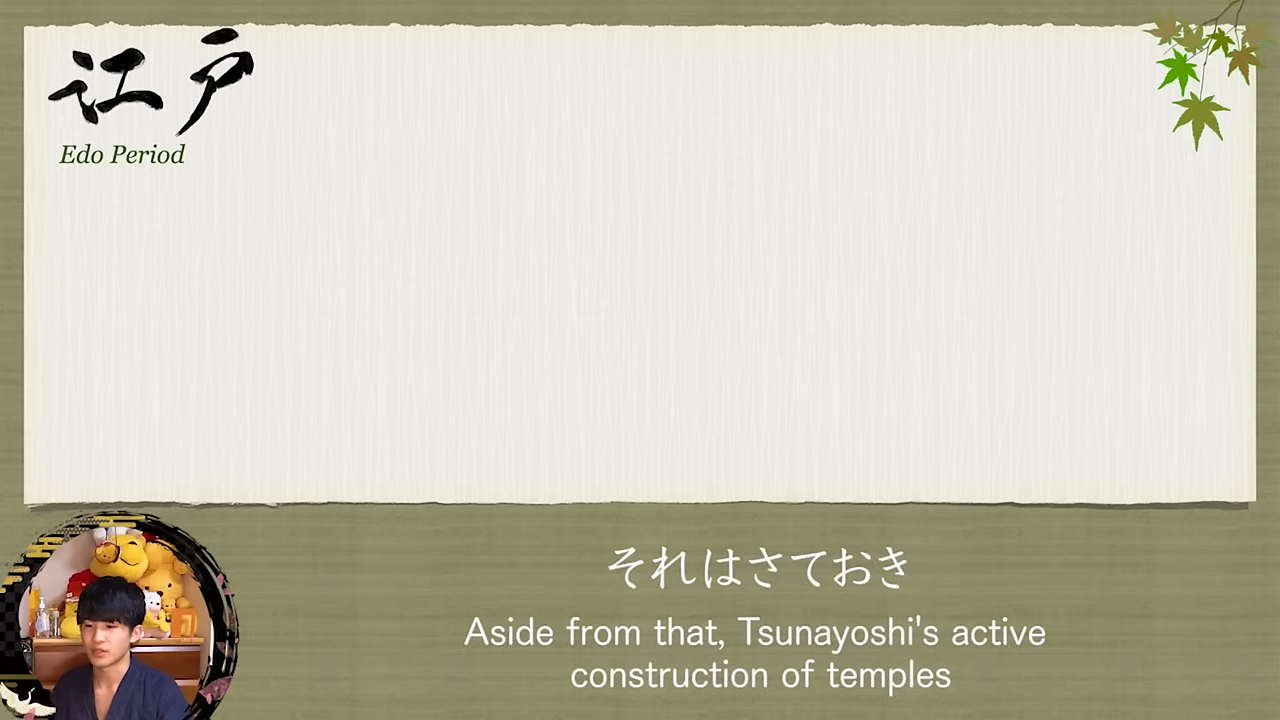 江戸
Edo Period
それはさておき
Aside from that, Tsunayoshi's active
construction of temples